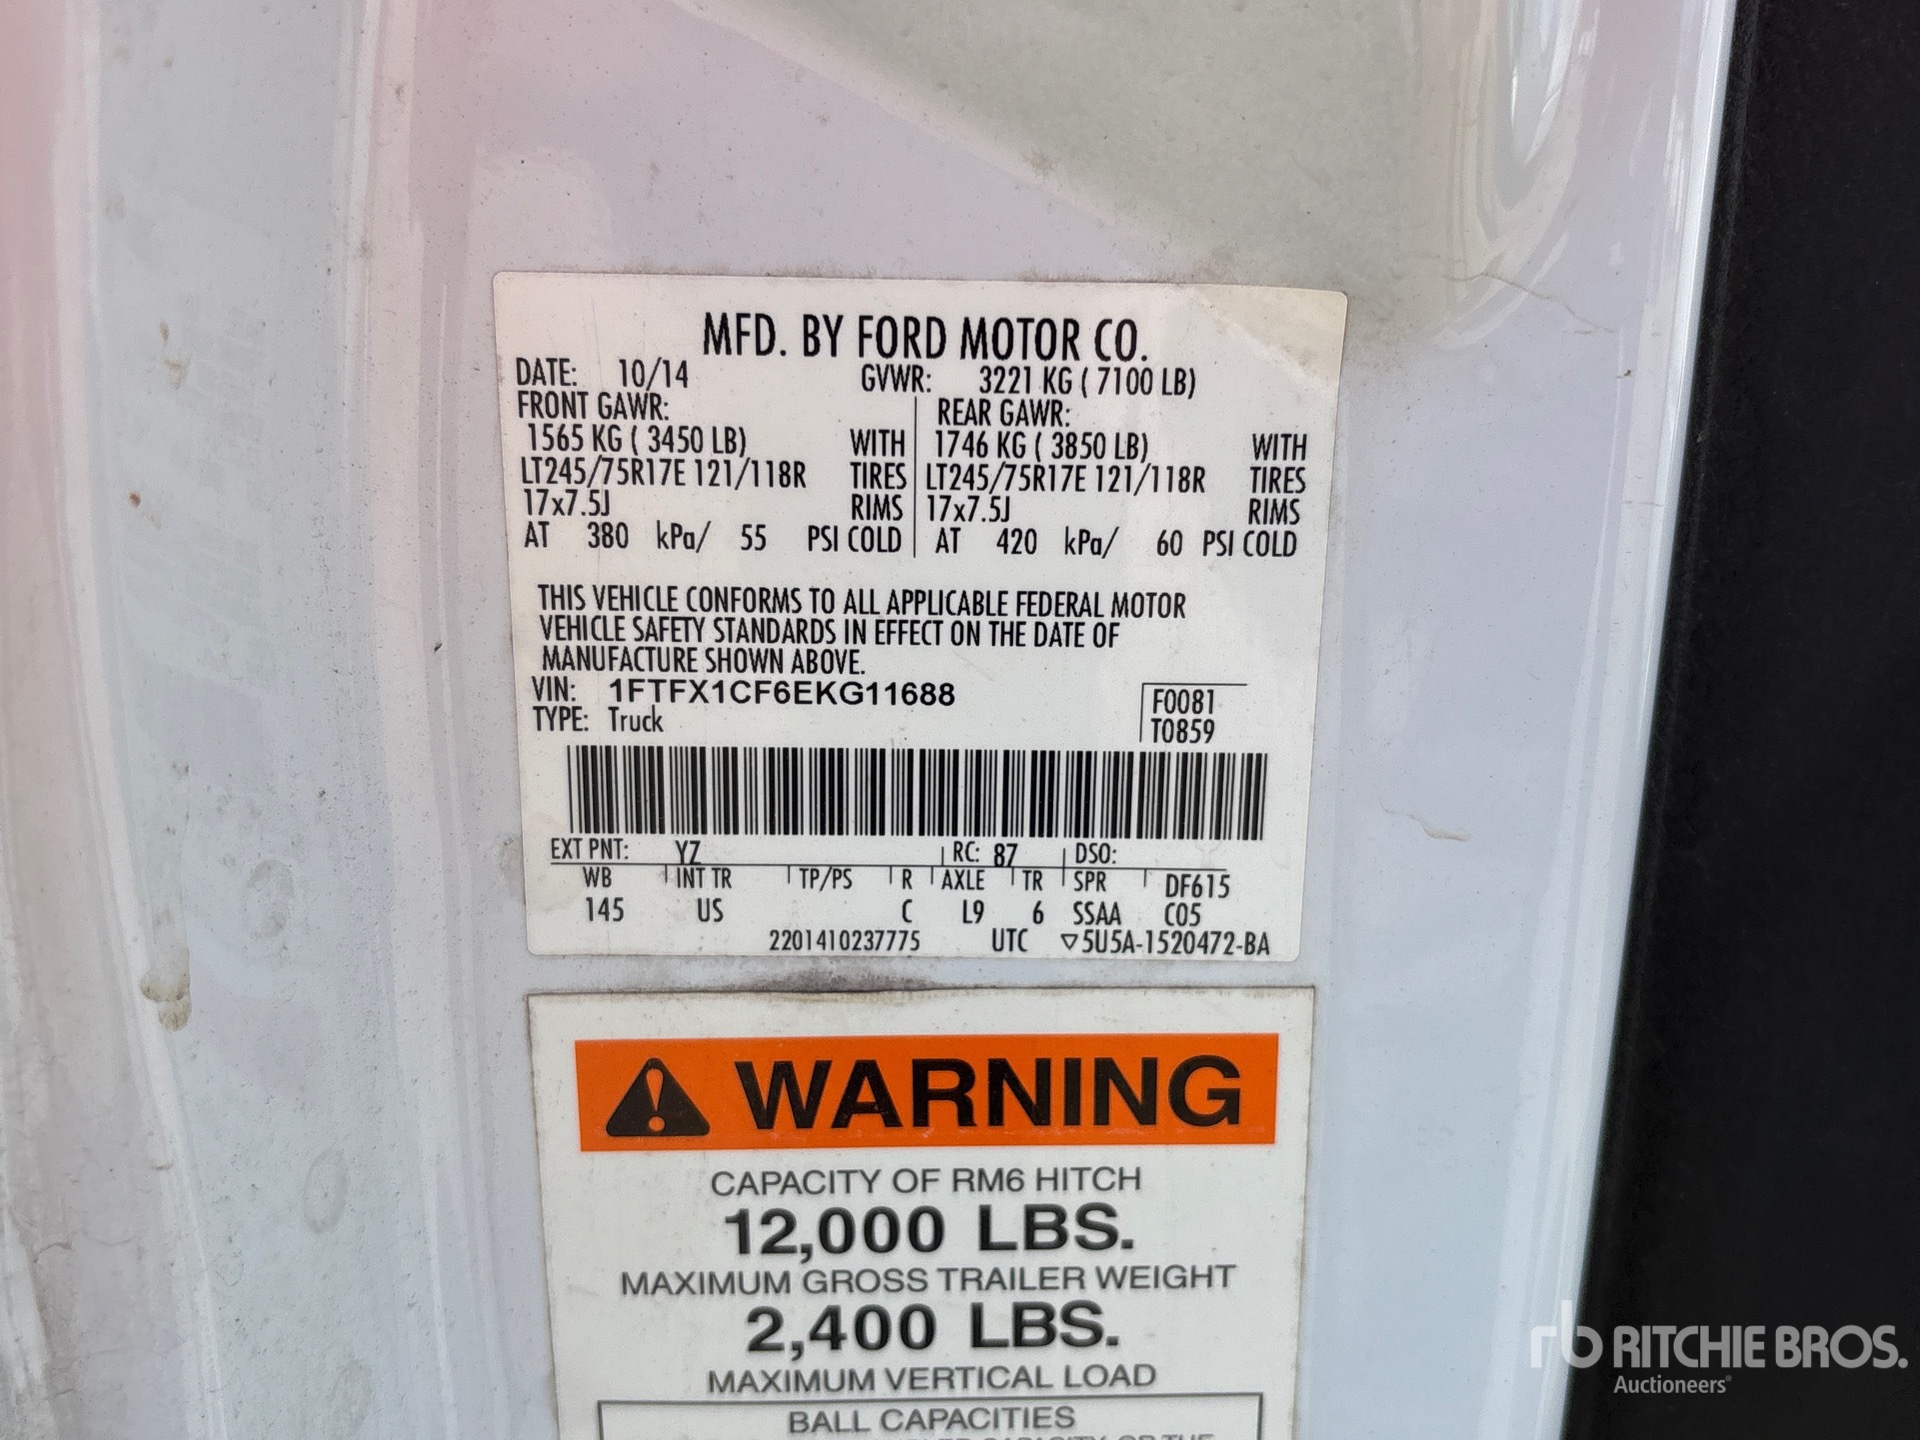 MFD. BY FORD MOTOR CO.
DATE: 10/14 GVWR: 3221 KG ( 7100 LB)
FRONT GAWR: REAR GAWR:
1565 KG ( 3450 LB) WITH 1746 KG ( 3850 LB) WITH
LT245/75R17E 121/118R TIRES LT245/75R17E 121/118R TIRES
17x7.5J RIMS 17x7.5J RIMS
AT 380 kPa/ 55 PSI COLD AT 420 kPa/ 60 PSI COLD
THIS VEHICLE CONFORMS TO ALL APPLICABLE FEDERAL MOTOR
VEHICLE SAFETY STANDARDS IN EFFECT ON THE DATE OF
MANUFACTURE SHOWN ABOVE.
VIN: 1FTFX1CF6EKG11688 F0081
TYPE: Truck T0859
EXT PNT: YZ RC: 87 DSO:
WB INT TR TP/PS R AXLE TR SPR DF615
145 US C L9 6 SSAA C05
2201410237775 UTC ▽5U5A-1520472-BA
WARNING
CAPACITY OF RM6 HITCH
12,000 LBS.
MAXIMUM GROSS TRAILER WEIGHT
2,400 LBS.
MAXIMUM VERTICAL LOAD
BALL CAPACITIES
rb RITCHIE BROS.
Auctioneers®